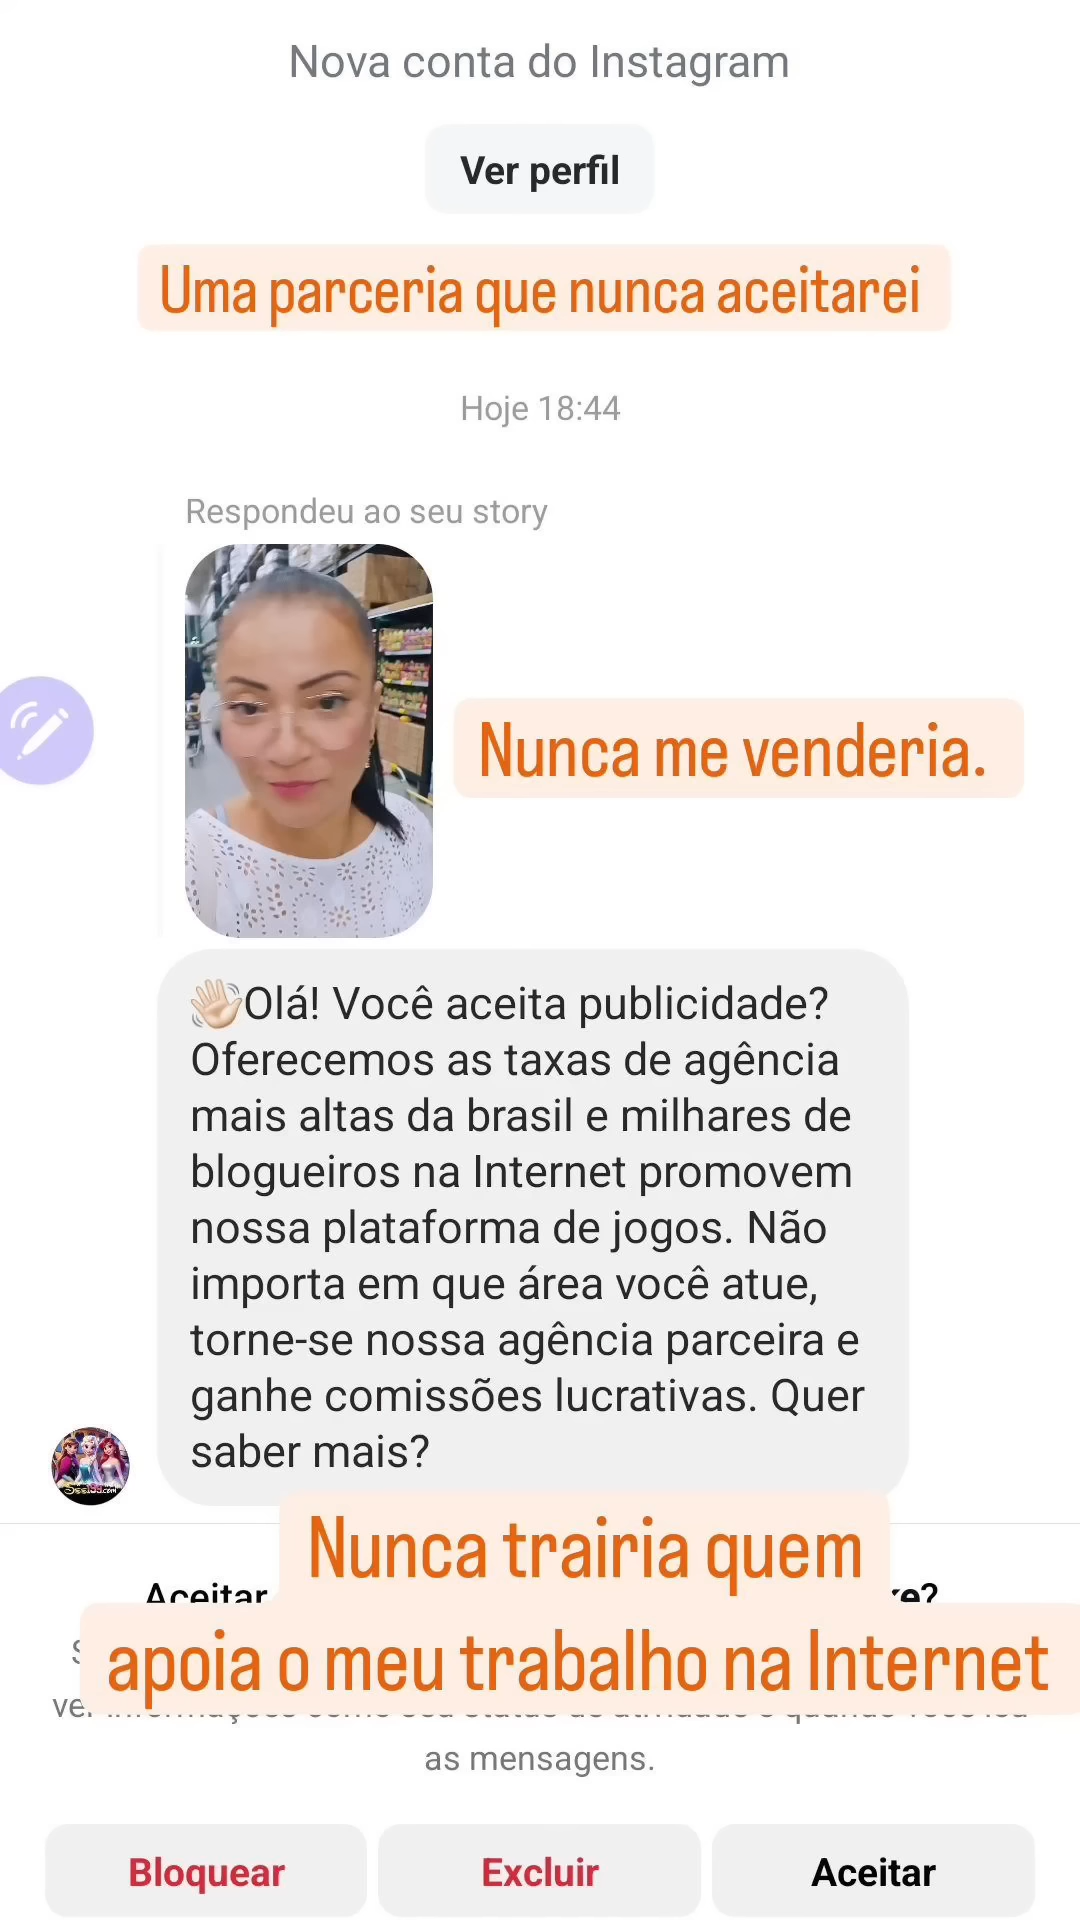 Nova conta do Instagram
Ver perfil
Uma parceria que nunca aceitarei
Hoje 18:44
Respondeu ao seu story
Nunca me venderia.
👋🏻Olá! Você aceita publicidade?
Oferecemos as taxas de agência
mais altas da brasil e milhares de
blogueiros na Internet promovem
nossa plataforma de jogos. Não
importa em que área você atue,
torne-se nossa agência parceira e
ganhe comissões lucrativas. Quer
saber mais?
Nunca trairia quem
Aceitar
apoia o meu trabalho na Internet
as mensagens.
Bloquear
Excluir
Aceitar